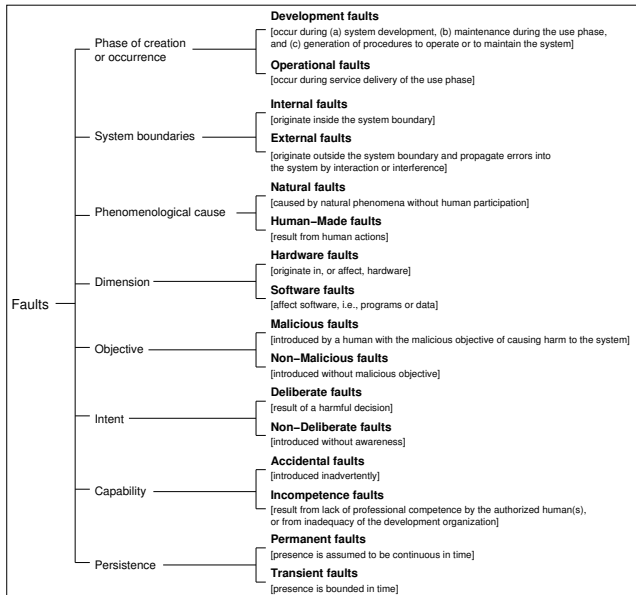 Faults
Phase of creation
or occurrence
Development faults
[occur during (a) system development, (b) maintenance during the use phase,
and (c) generation of procedures to operate or to maintain the system]
Operational faults
[occur during service delivery of the use phase]
System boundaries
Internal faults
[originate inside the system boundary]
External faults
[originate outside the system boundary and propagate errors into
the system by interaction or interference]
Phenomenological cause
Natural faults
[caused by natural phenomena without human participation]
Human−Made faults
[result from human actions]
Dimension
Hardware faults
[originate in, or affect, hardware]
Software faults
[affect software, i.e., programs or data]
Objective
Malicious faults
[introduced by a human with the malicious objective of causing harm to the system]
Non−Malicious faults
[introduced without malicious objective]
Intent
Deliberate faults
[result of a harmful decision]
Non−Deliberate faults
[introduced without awareness]
Capability
Accidental faults
[introduced inadvertently]
Incompetence faults
[result from lack of professional competence by the authorized human(s),
or from inadequacy of the development organization]
Persistence
Permanent faults
[presence is assumed to be continuous in time]
Transient faults
[presence is bounded in time]